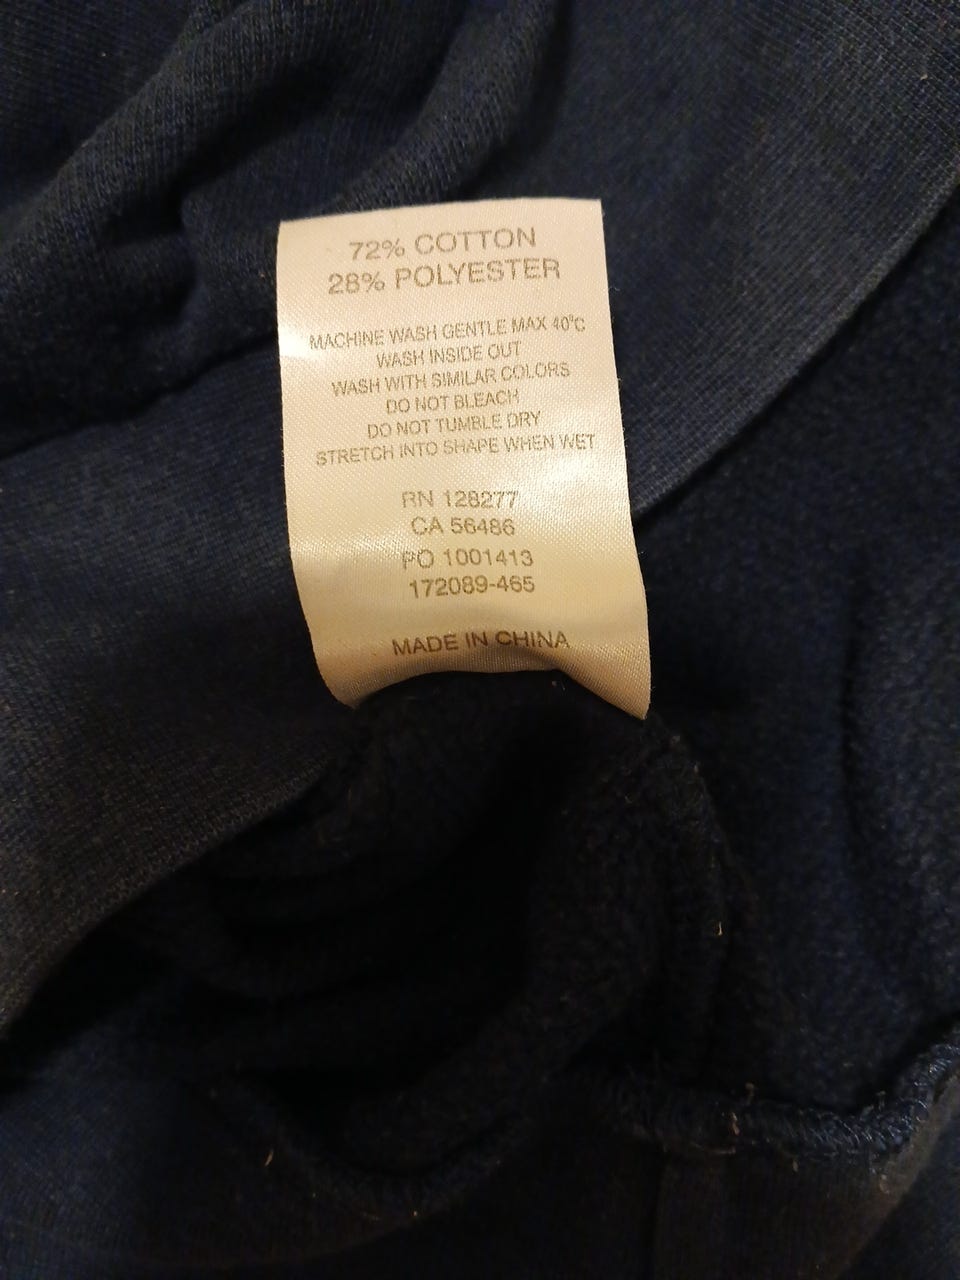 72% COTTON
28% POLYESTER
MACHINE WASH GENTLE MAX 40°C
WASH INSIDE OUT
WASH WITH SIMILAR COLORS
DO NOT BLEACH
DO NOT TUMBLE DRY
STRETCH INTO SHAPE WHEN WET
RN 128277
CA 56486
PO 1001413
172089-465
MADE IN CHINA